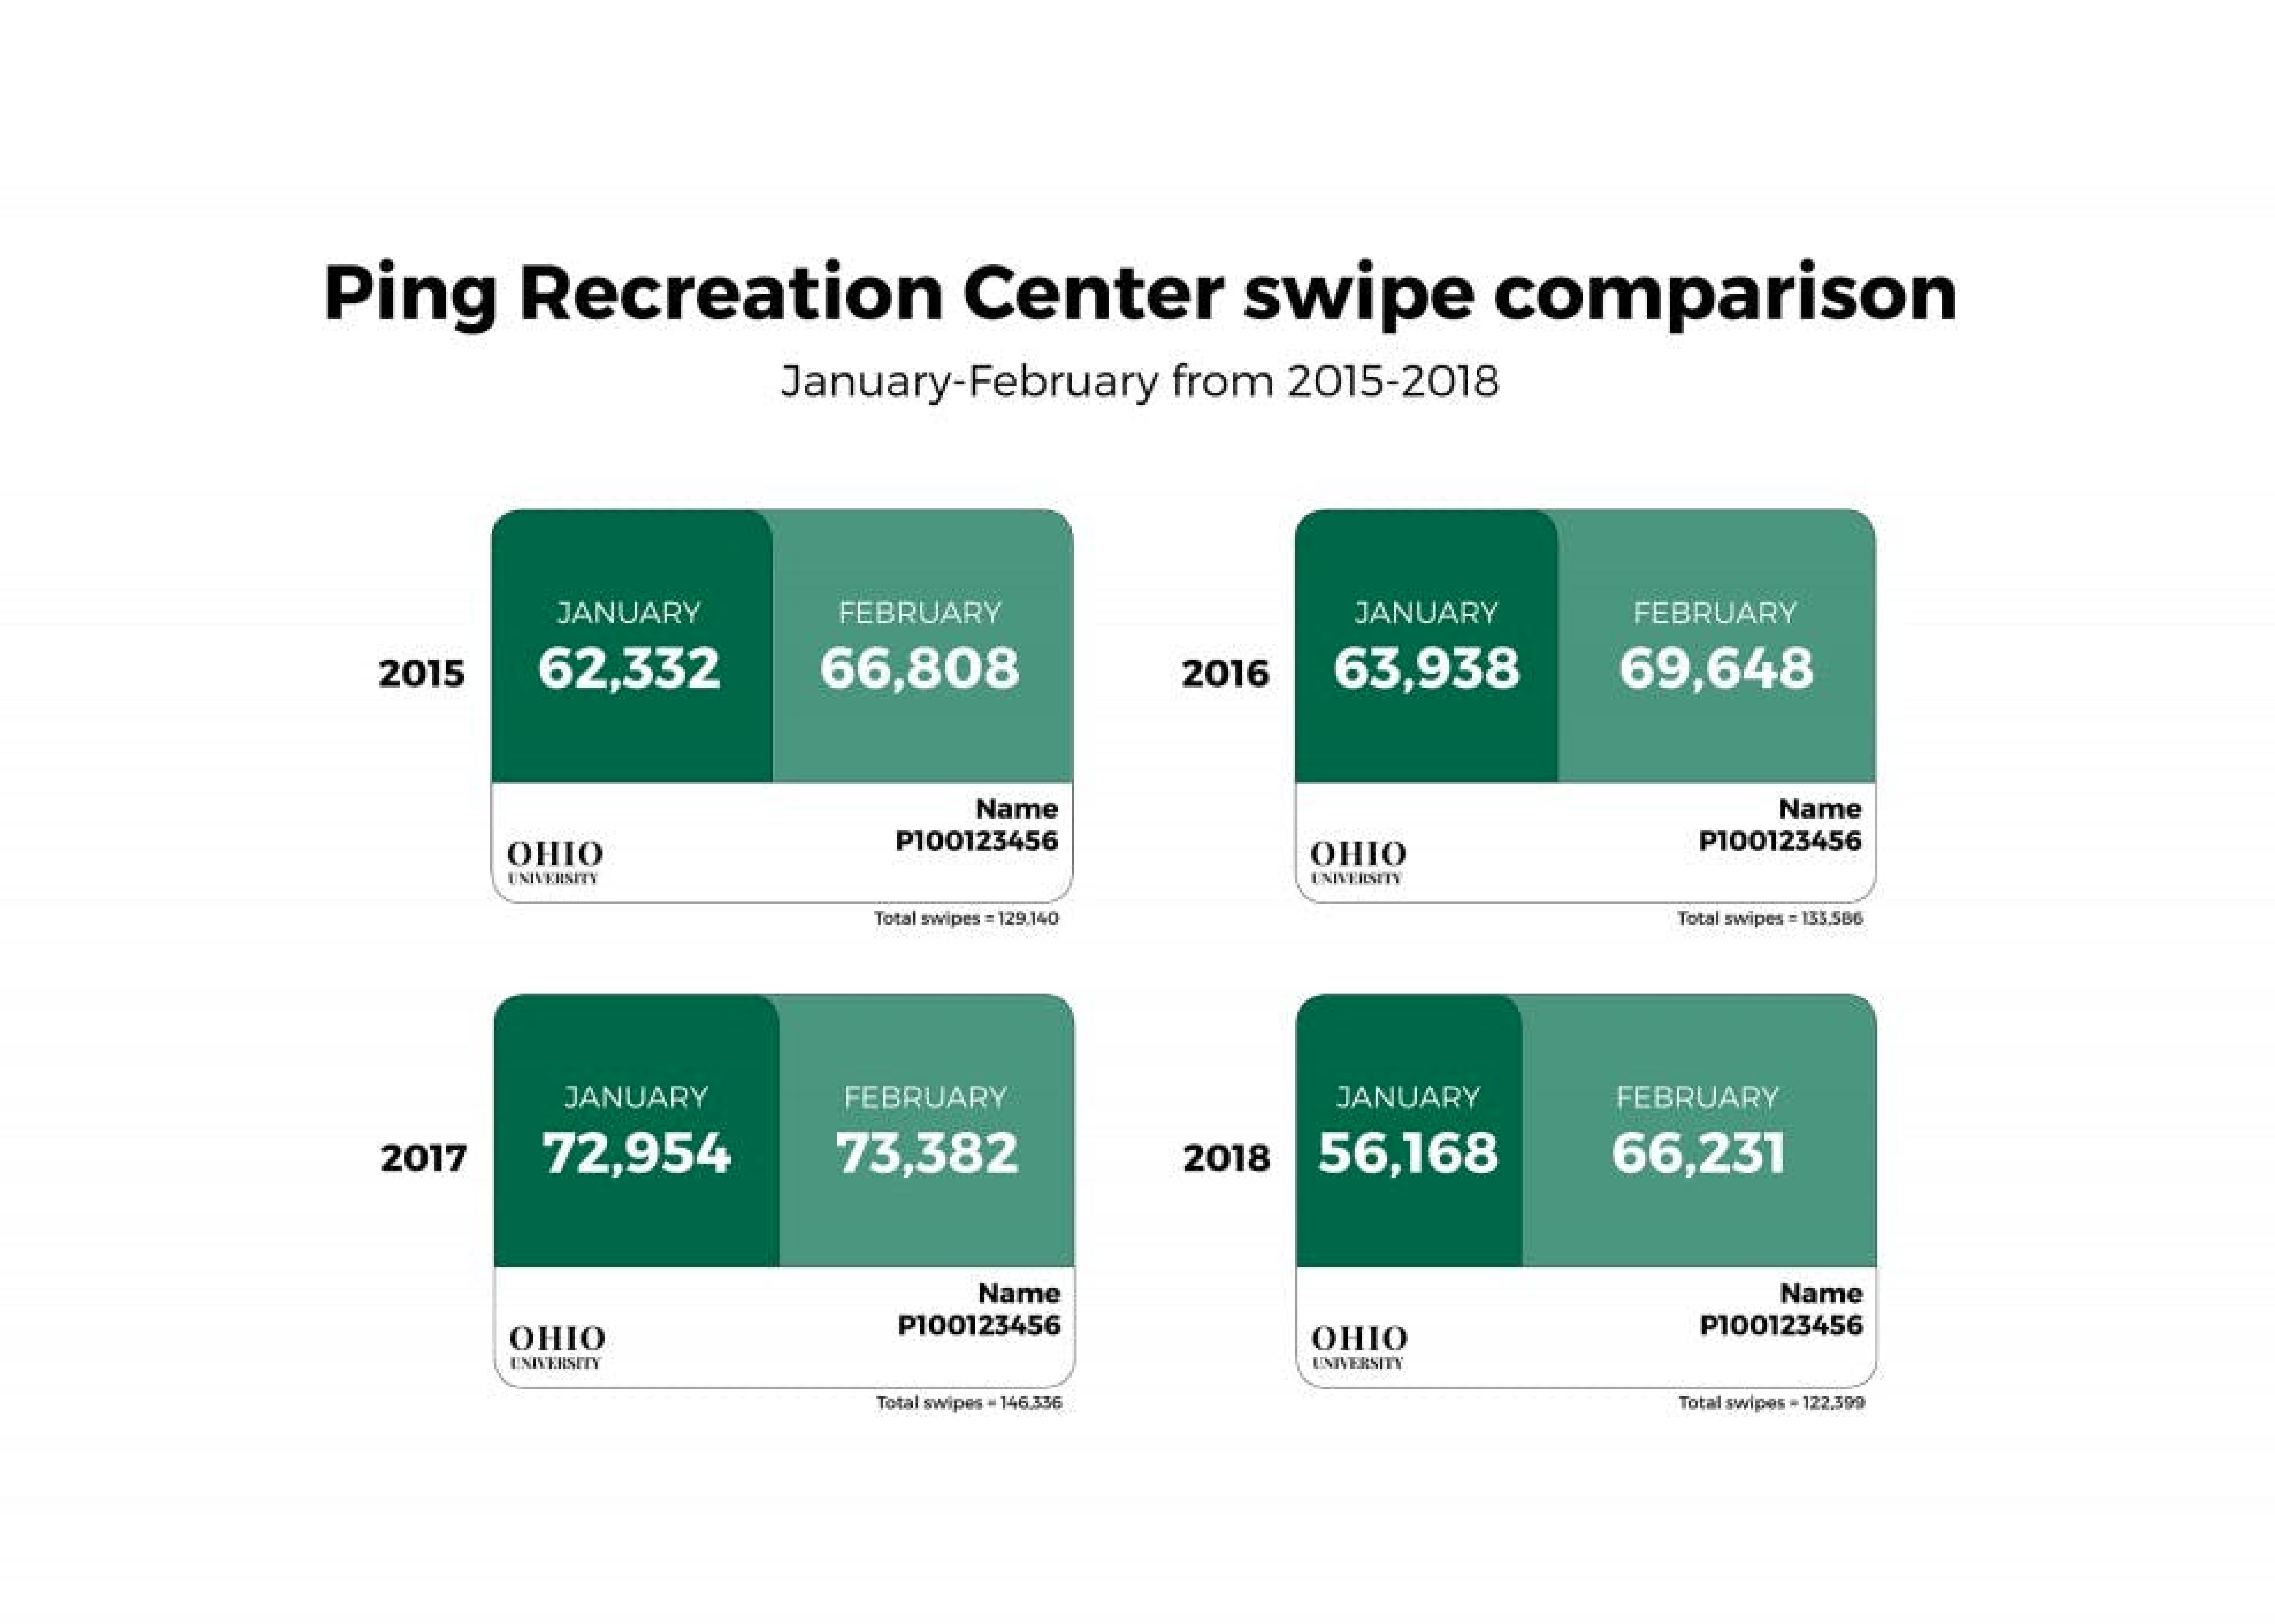 Ping Recreation Center swipe comparison
January-February from 2015-2018
2015
JANUARY
62,332
FEBRUARY
66,808
OHIO
UNIVERSITY
Name
P100123456
Total swipes = 129,140
2016
JANUARY
63,938
FEBRUARY
69,648
OHIO
UNIVERSITY
Name
P100123456
Total swipes = 133,586
2017
JANUARY
72,954
FEBRUARY
73,382
OHIO
UNIVERSITY
Name
P100123456
Total swipes = 146,336
2018
JANUARY
56,168
FEBRUARY
66,231
OHIO
UNIVERSITY
Name
P100123456
Total swipes = 122,399